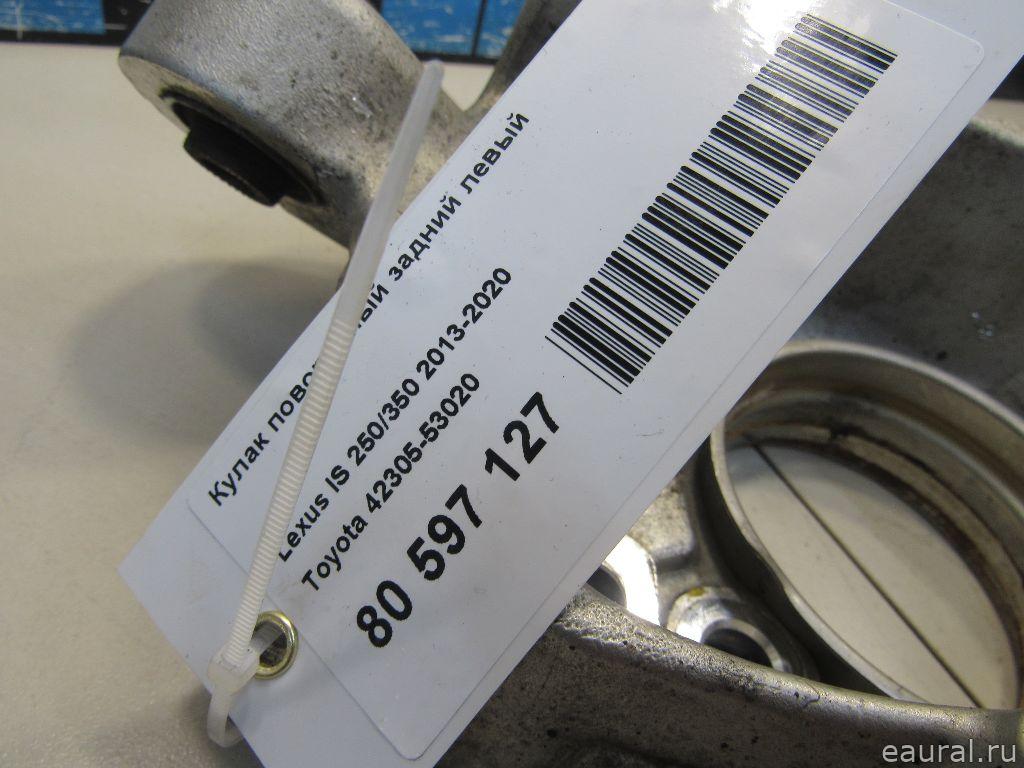 Кулак задний левый
Lexus IS 250/350 2013-2020
Toyota 42305-53020
80 597 127
eaural.ru